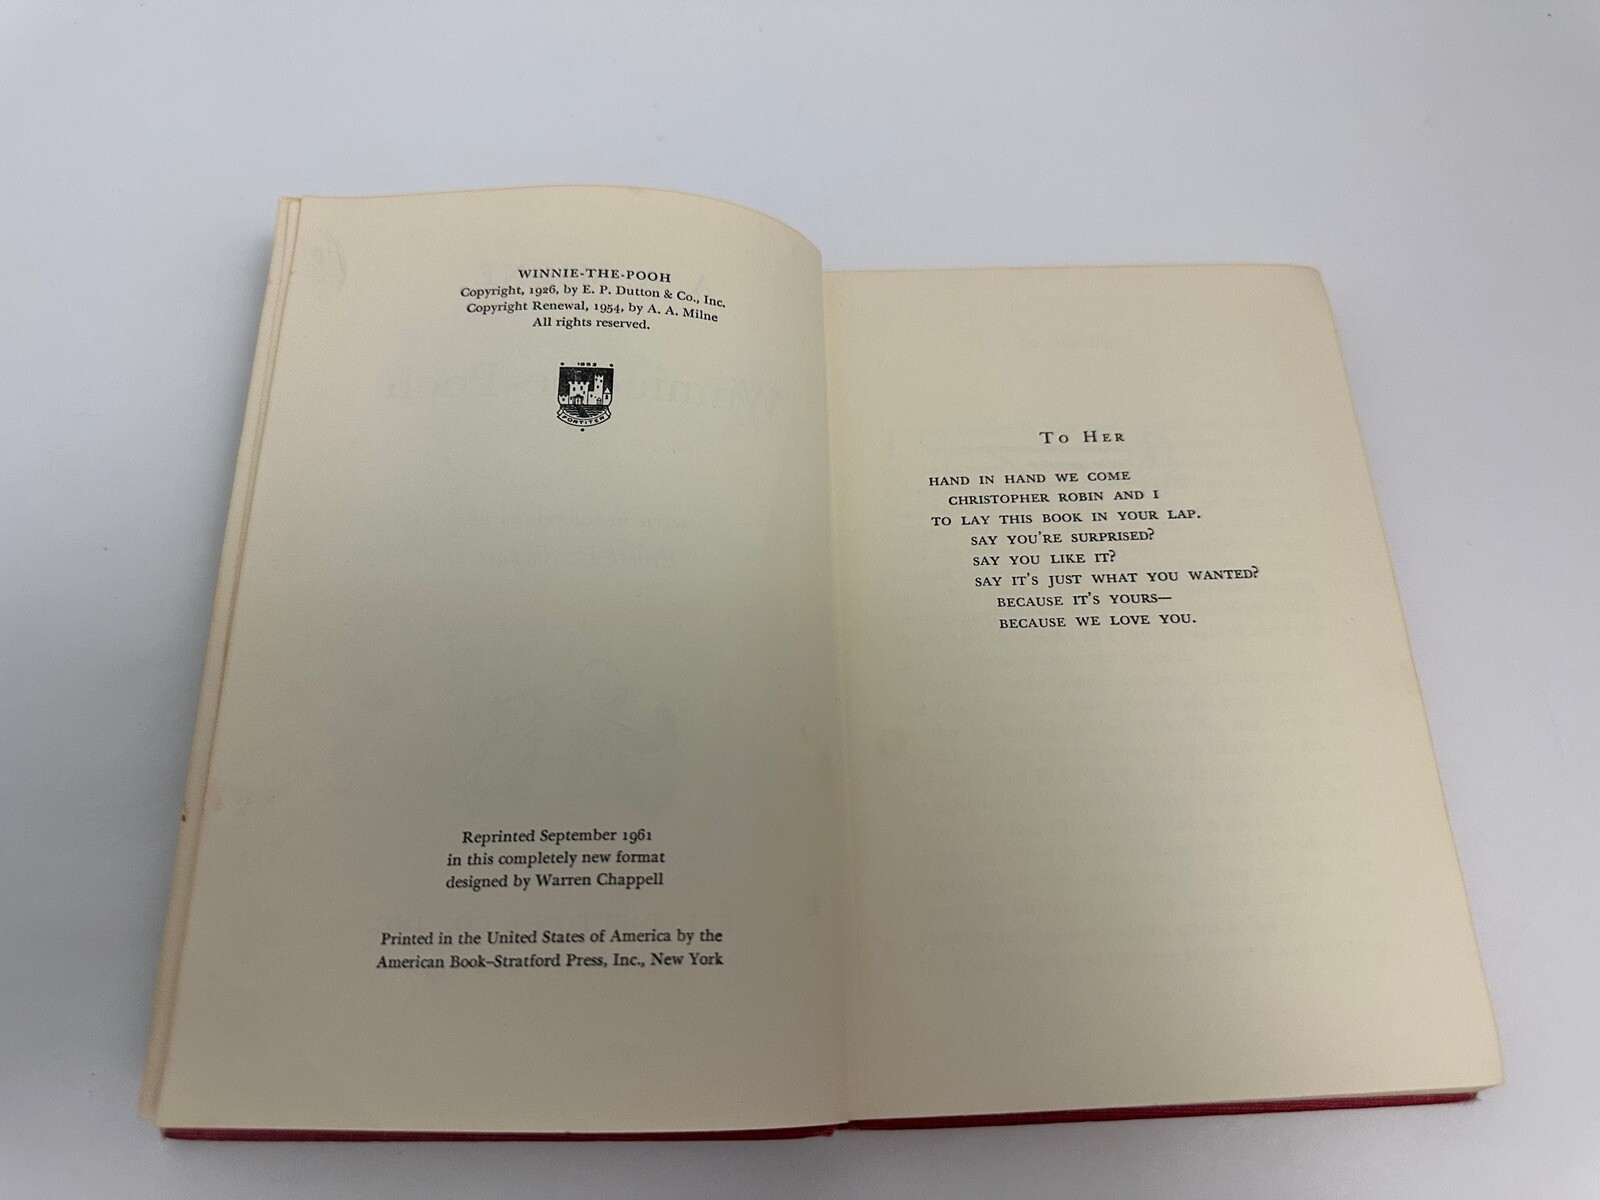 WINNIE-THE-POOH
Copyright, 1926, by E. P. Dutton & Co., Inc.
Copyright Renewal, 1954, by A. A. Milne
All rights reserved.
1852
FORTITER
Reprinted September 1961
in this completely new format
designed by Warren Chappell
Printed in the United States of America by the
American Book–Stratford Press, Inc., New York
To Her
HAND IN HAND WE COME
CHRISTOPHER ROBIN AND I
TO LAY THIS BOOK IN YOUR LAP.
SAY YOU'RE SURPRISED?
SAY YOU LIKE IT?
SAY IT'S JUST WHAT YOU WANTED?
BECAUSE IT'S YOURS—
BECAUSE WE LOVE YOU.